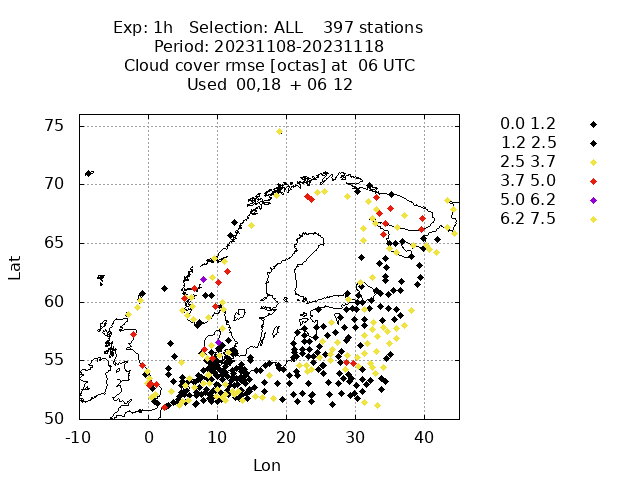 Exp: 1h   Selection: ALL    397 stations
Period: 20231108-20231118
Cloud cover rmse [octas] at  06 UTC
Used  00,18  + 06 12
75
70
65
60
55
50
Lat
-10 0 10 20 30 40
Lon
0.0 1.2
1.2 2.5
2.5 3.7
3.7 5.0
5.0 6.2
6.2 7.5